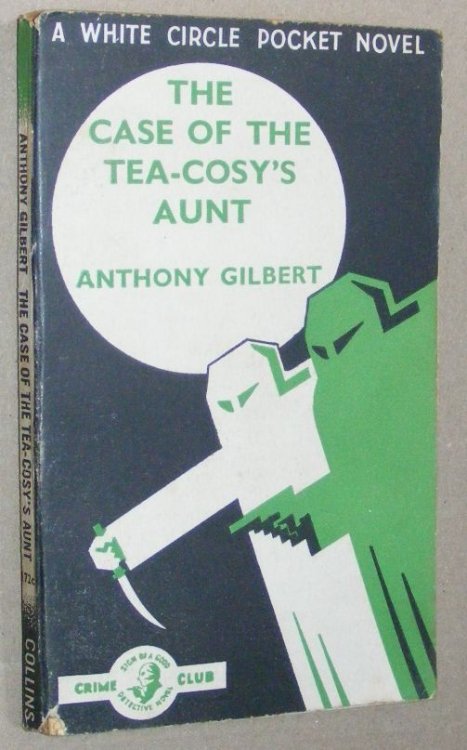 A WHITE CIRCLE POCKET NOVEL
THE
CASE OF THE
TEA-COSY'S
AUNT
ANTHONY GILBERT
SIGN OF A GOOD
CRIME CLUB
DETECTIVE NOVEL
ANTHONY GILBERT THE CASE OF THE TEA-COSY'S AUNT
172c
COLLINS